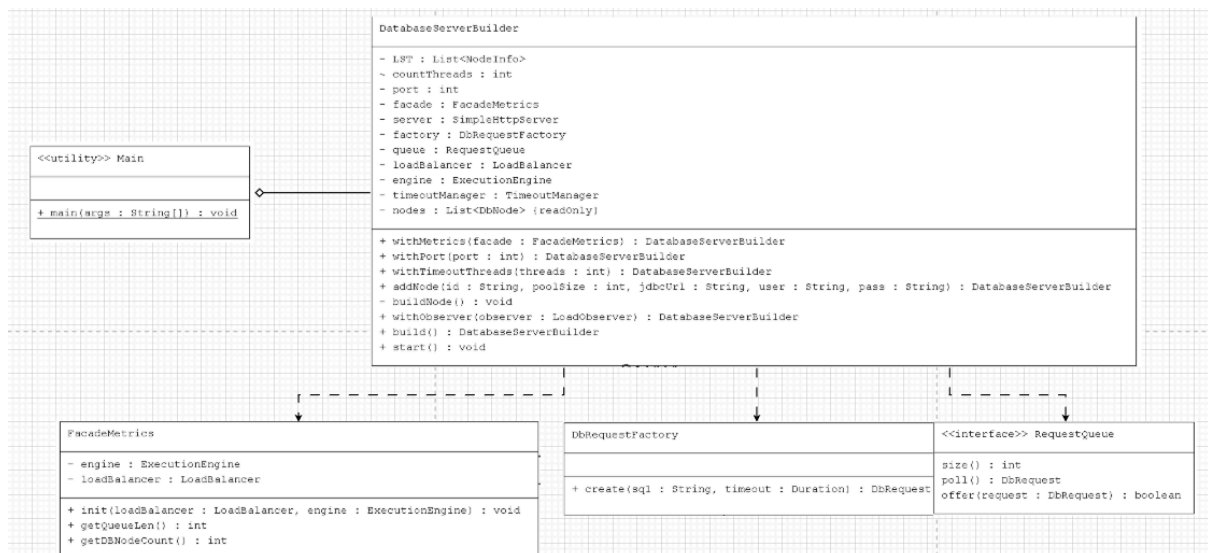 DatabaseServerBuilder
- LST : List<NodeInfo>
~ countThreads : int
- port : int
- facade : FacadeMetrics
- server : SimpleHttpServer
- factory : DbRequestFactory
- queue : RequestQueue
- loadBalancer : LoadBalancer
- engine : ExecutionEngine
- timeoutManager : TimeoutManager
- nodes : List<DbNode> {readOnly}
+ withMetrics(facade : FacadeMetrics) : DatabaseServerBuilder
+ withPort(port : int) : DatabaseServerBuilder
+ withTimeoutThreads(threads : int) : DatabaseServerBuilder
+ addNode(id : String, poolSize : int, jdbcUrl : String, user : String, pass : String) : DatabaseServerBuilder
- buildNode() : void
+ withObserver(observer : LoadObserver) : DatabaseServerBuilder
+ build() : DatabaseServerBuilder
+ start() : void
<<utility>> Main
+ main(args : String[]) : void
FacadeMetrics
- engine : ExecutionEngine
- loadBalancer : LoadBalancer
+ init(loadBalancer : LoadBalancer, engine : ExecutionEngine) : void
+ getQueueLen() : int
+ getDBNodeCount() : int
DbRequestFactory
+ create(sql : String, timeout : Duration) : DbRequest
<<interface>> RequestQueue
size() : int
poll() : DbRequest
offer(request : DbRequest) : boolean